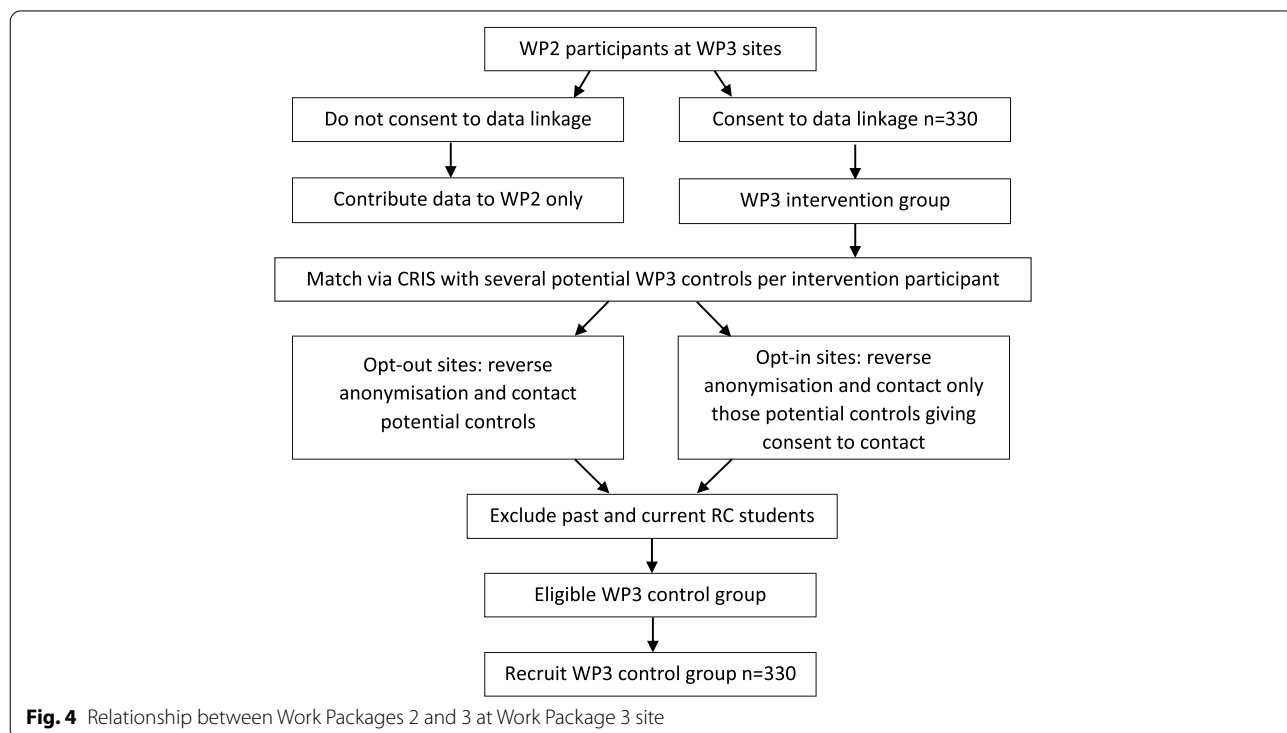 WP2 participants at WP3 sites
Do not consent to data linkage
Consent to data linkage n=330
Contribute data to WP2 only
WP3 intervention group
Match via CRIS with several potential WP3 controls per intervention participant
Opt-out sites: reverse
anonymisation and contact
potential controls
Opt-in sites: reverse
anonymisation and contact only
those potential controls giving
consent to contact
Exclude past and current RC students
Eligible WP3 control group
Recruit WP3 control group n=330
Fig. 4 Relationship between Work Packages 2 and 3 at Work Package 3 site